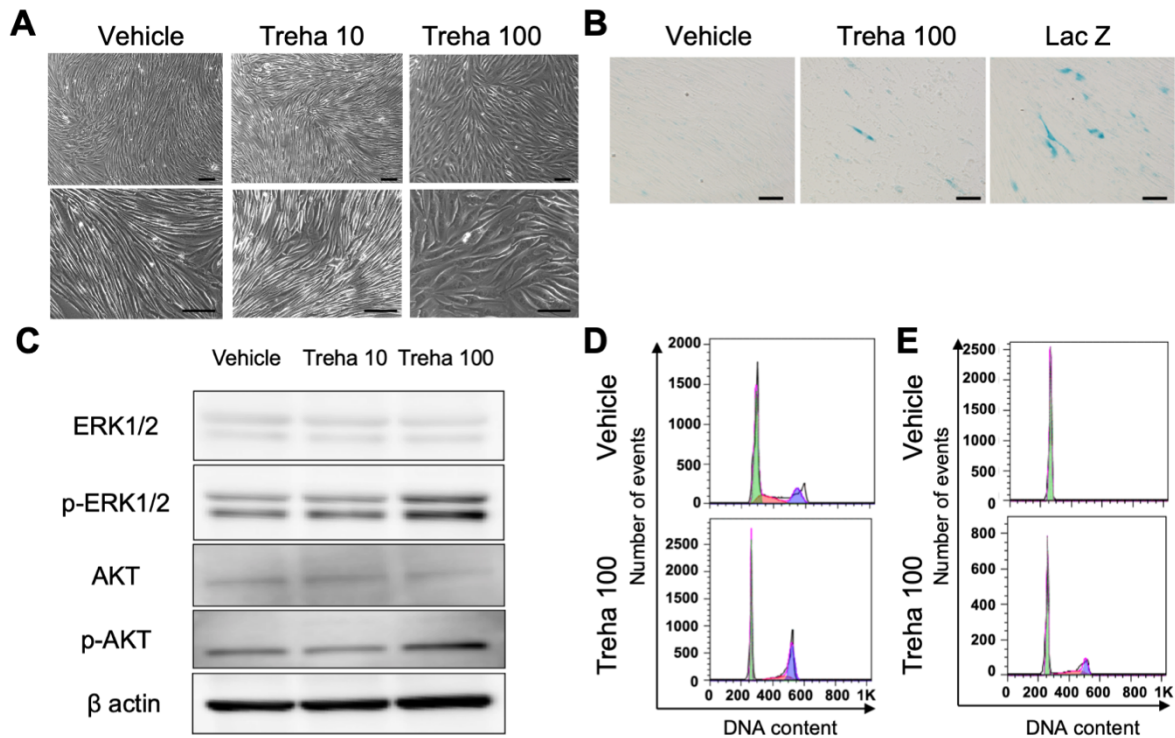 A
Vehicle Treha 10 Treha 100
B
Vehicle Treha 100 Lac Z
C
Vehicle Treha 10 Treha 100
ERK1/2
p-ERK1/2
AKT
p-AKT
β actin
D
Vehicle
Treha 100
Number of events
2000
1500
1000
500
0
2500
2000
1500
1000
500
0
0 200 400 600 800 1K
DNA content
E
Vehicle
Treha 100
Number of events
2500
2000
1500
1000
500
0
800
600
400
200
0
0 200 400 600 800 1K
DNA content